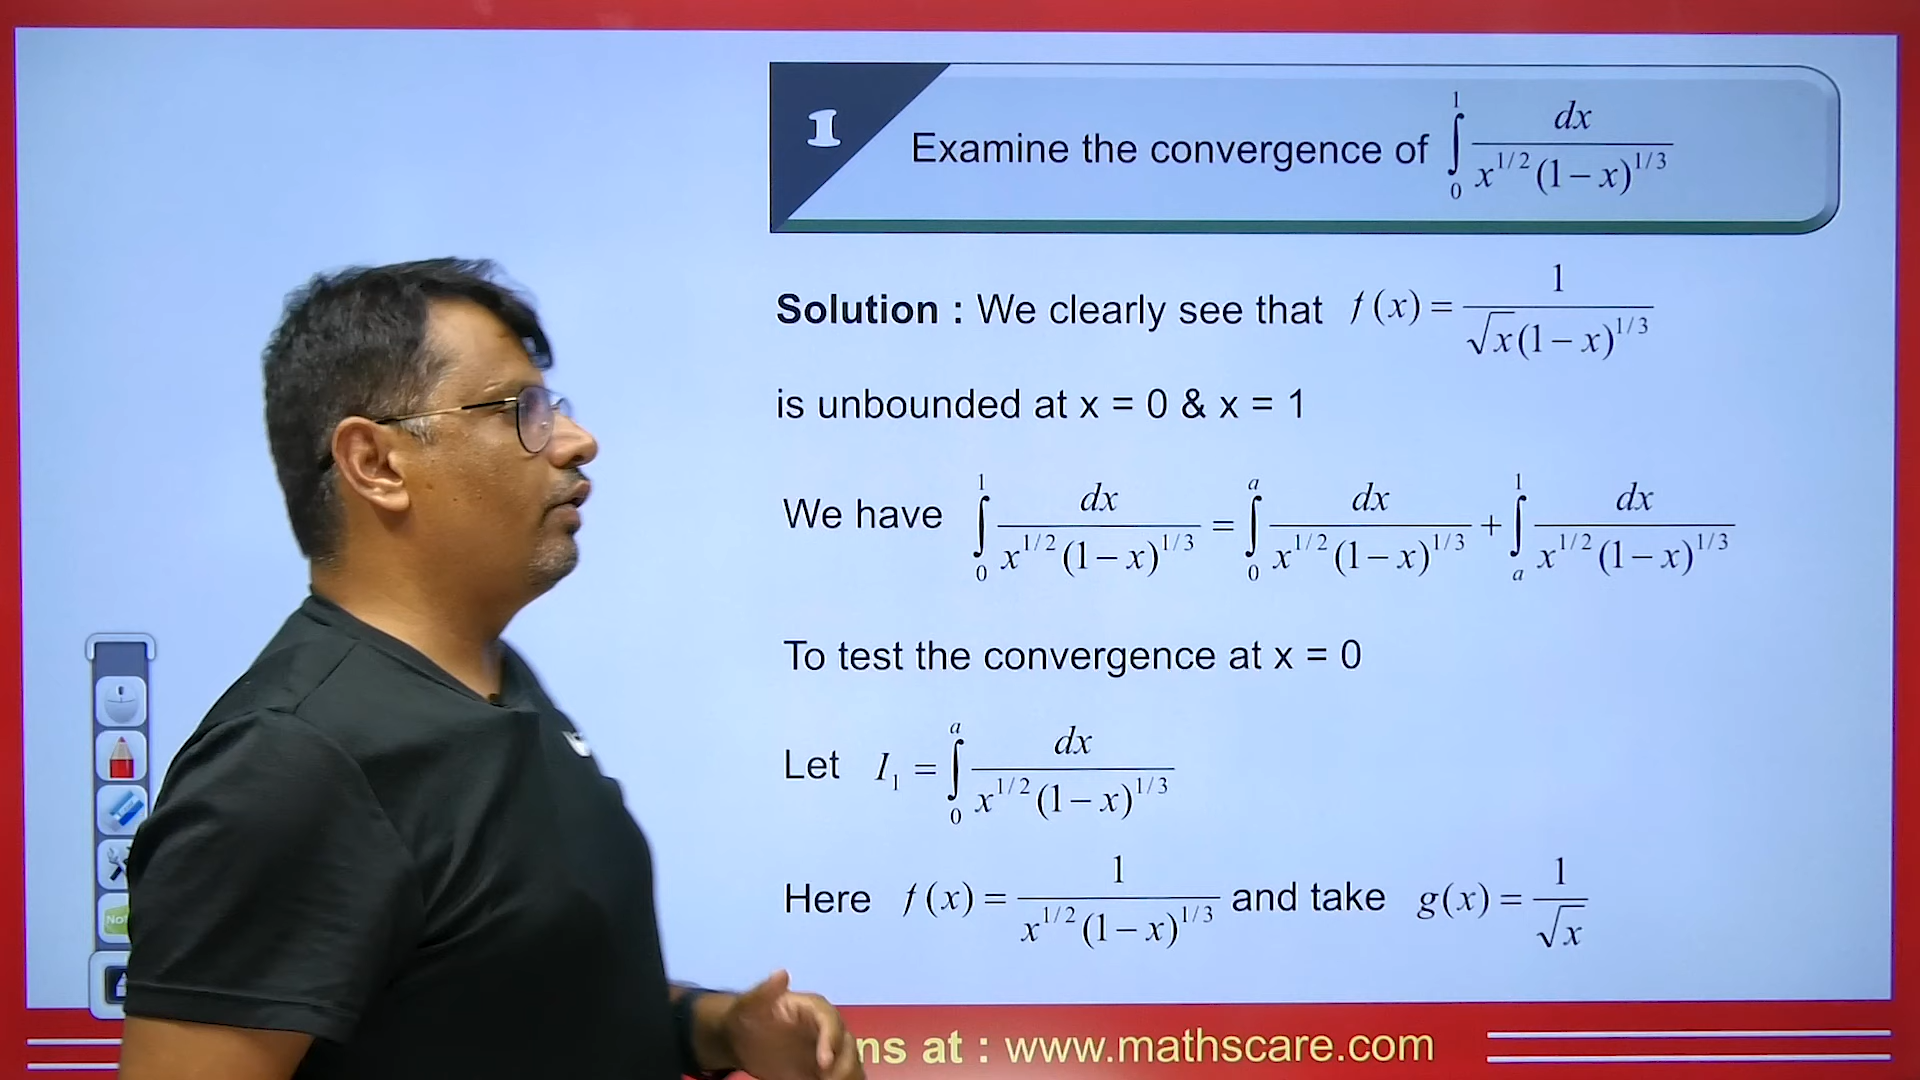 1
Examine the convergence of ∫₀¹ dx / x^{1/2}(1 − x)^{1/3}
Solution : We clearly see that f(x) = 1 / √x(1 − x)^{1/3}
is unbounded at x = 0 & x = 1
We have ∫₀¹ dx / x^{1/2}(1 − x)^{1/3} = ∫₀ᵃ dx / x^{1/2}(1 − x)^{1/3} + ∫ₐ¹ dx / x^{1/2}(1 − x)^{1/3}
To test the convergence at x = 0
Let I₁ = ∫₀ᵃ dx / x^{1/2}(1 − x)^{1/3}
Here f(x) = 1 / x^{1/2}(1 − x)^{1/3} and take g(x) = 1 / √x
at : www.mathscare.com